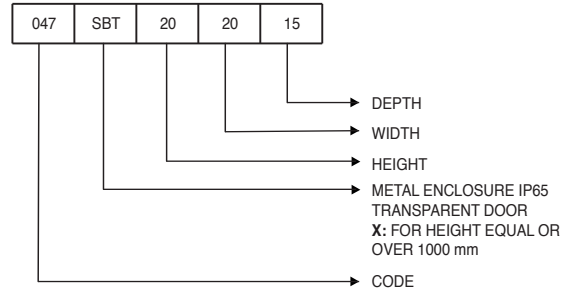 047 SBT 20 20 15
DEPTH
WIDTH
HEIGHT
METAL ENCLOSURE IP65
TRANSPARENT DOOR
X: FOR HEIGHT EQUAL OR
OVER 1000 mm
CODE